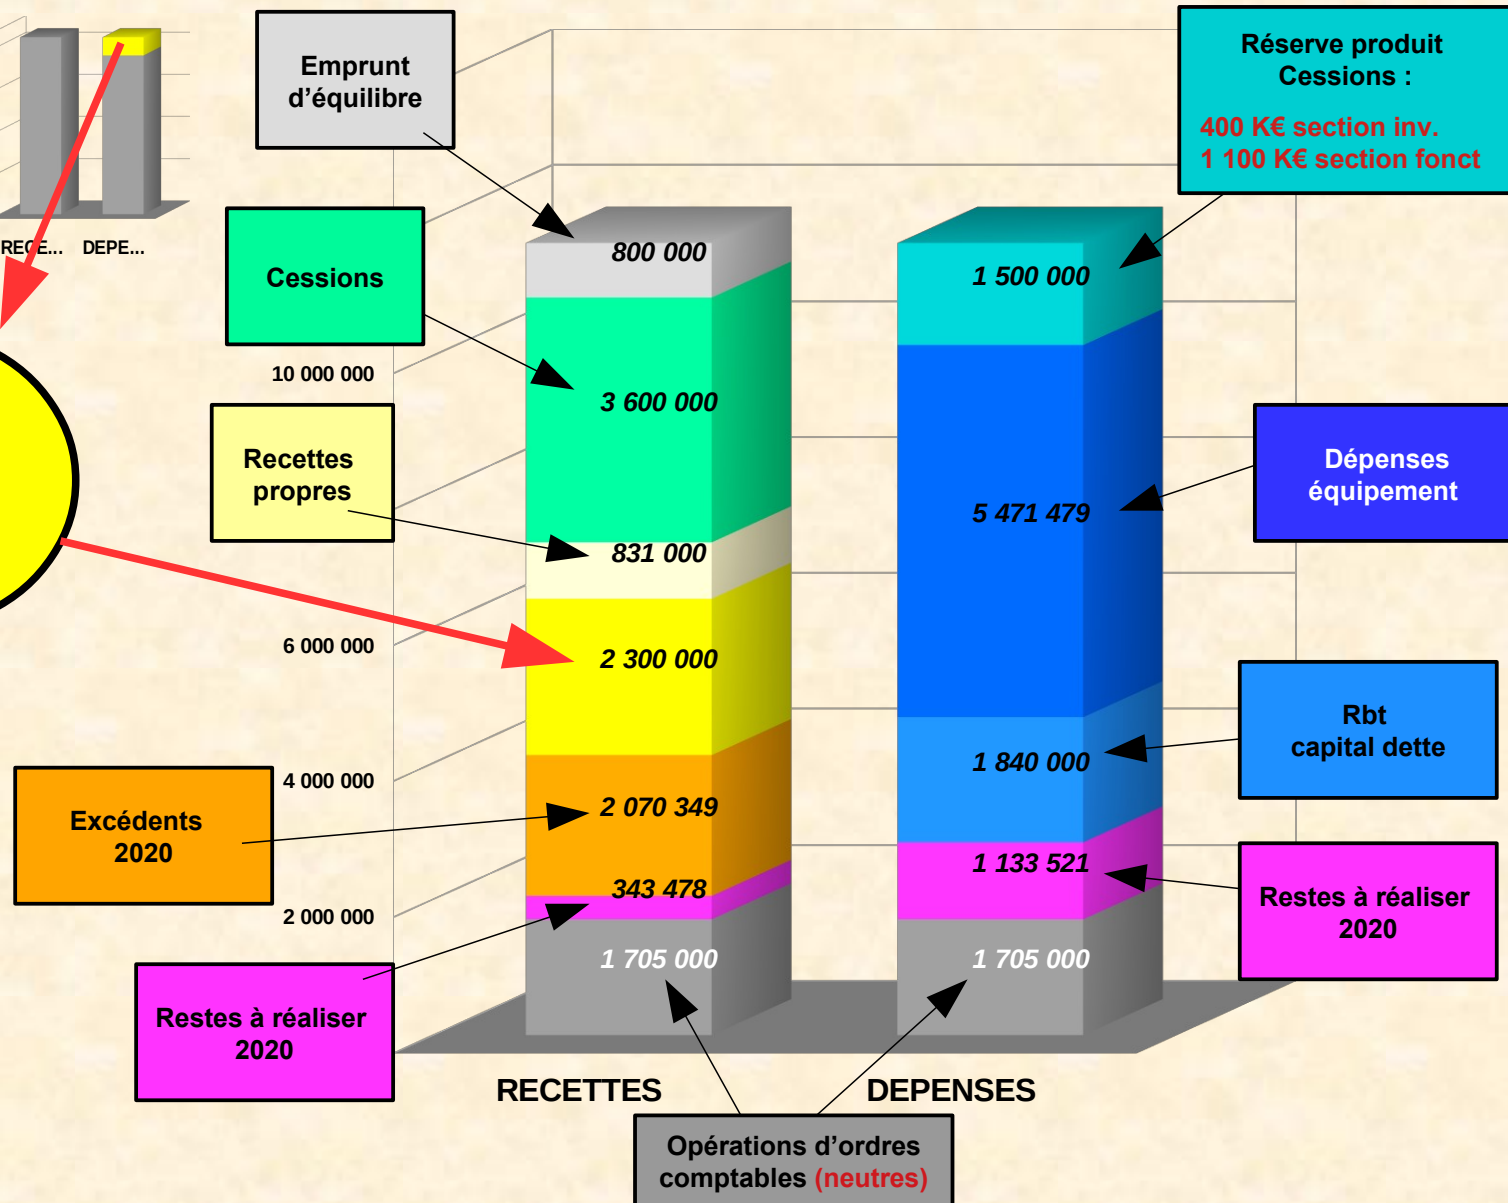 RECE...
DEPE...
Emprunt
d’équilibre
Cessions
Recettes
propres
Excédents
2020
Restes à réaliser
2020
10 000 000
6 000 000
4 000 000
2 000 000
800 000
3 600 000
831 000
2 300 000
2 070 349
343 478
1 705 000
RECETTES
1 500 000
5 471 479
1 840 000
1 133 521
1 705 000
DEPENSES
Réserve produit
Cessions :
400 K€ section inv.
1 100 K€ section fonct
Dépenses
équipement
Rbt
capital dette
Restes à réaliser
2020
Opérations d’ordres
comptables (neutres)